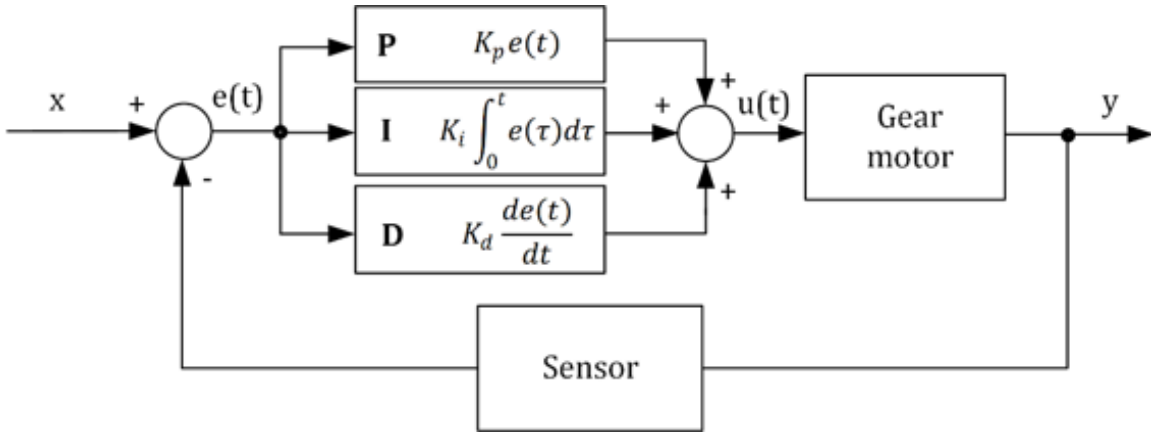 x
+
-
e(t)
P K_p e(t)
I K_i ∫_0^t e(τ)dτ
D K_d de(t)/dt
+
+
+
u(t)
Gear
motor
y
Sensor